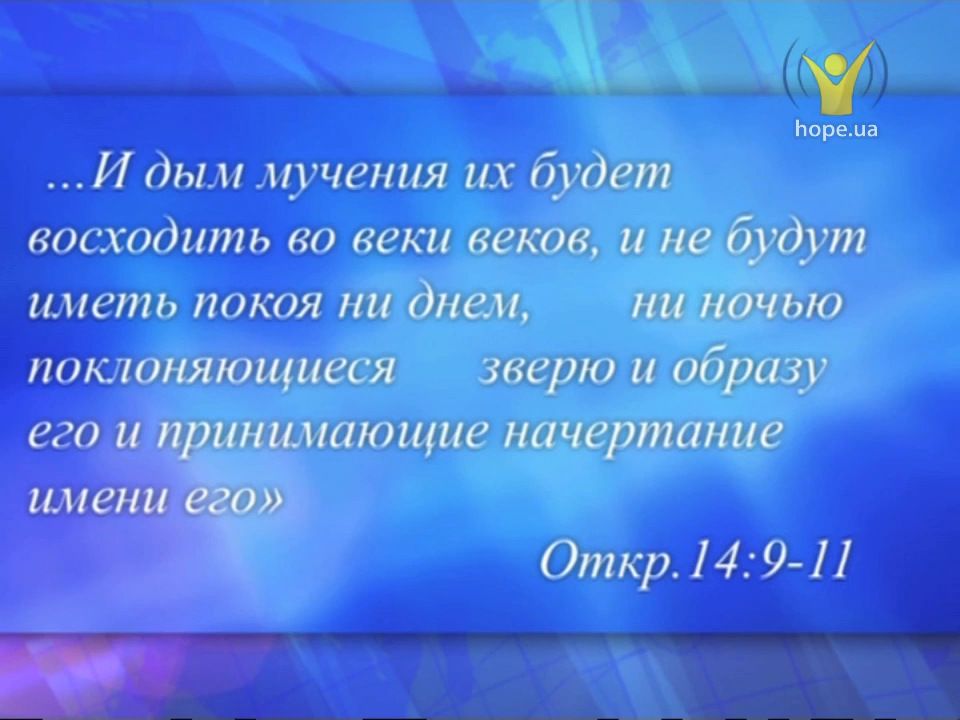 hope.ua
...И дым мучения их будет
восходить во веки веков, и не будут
иметь покоя ни днем, ни ночью
поклоняющиеся зверю и образу
его и принимающие начертание
имени его»
Откр.14:9-11